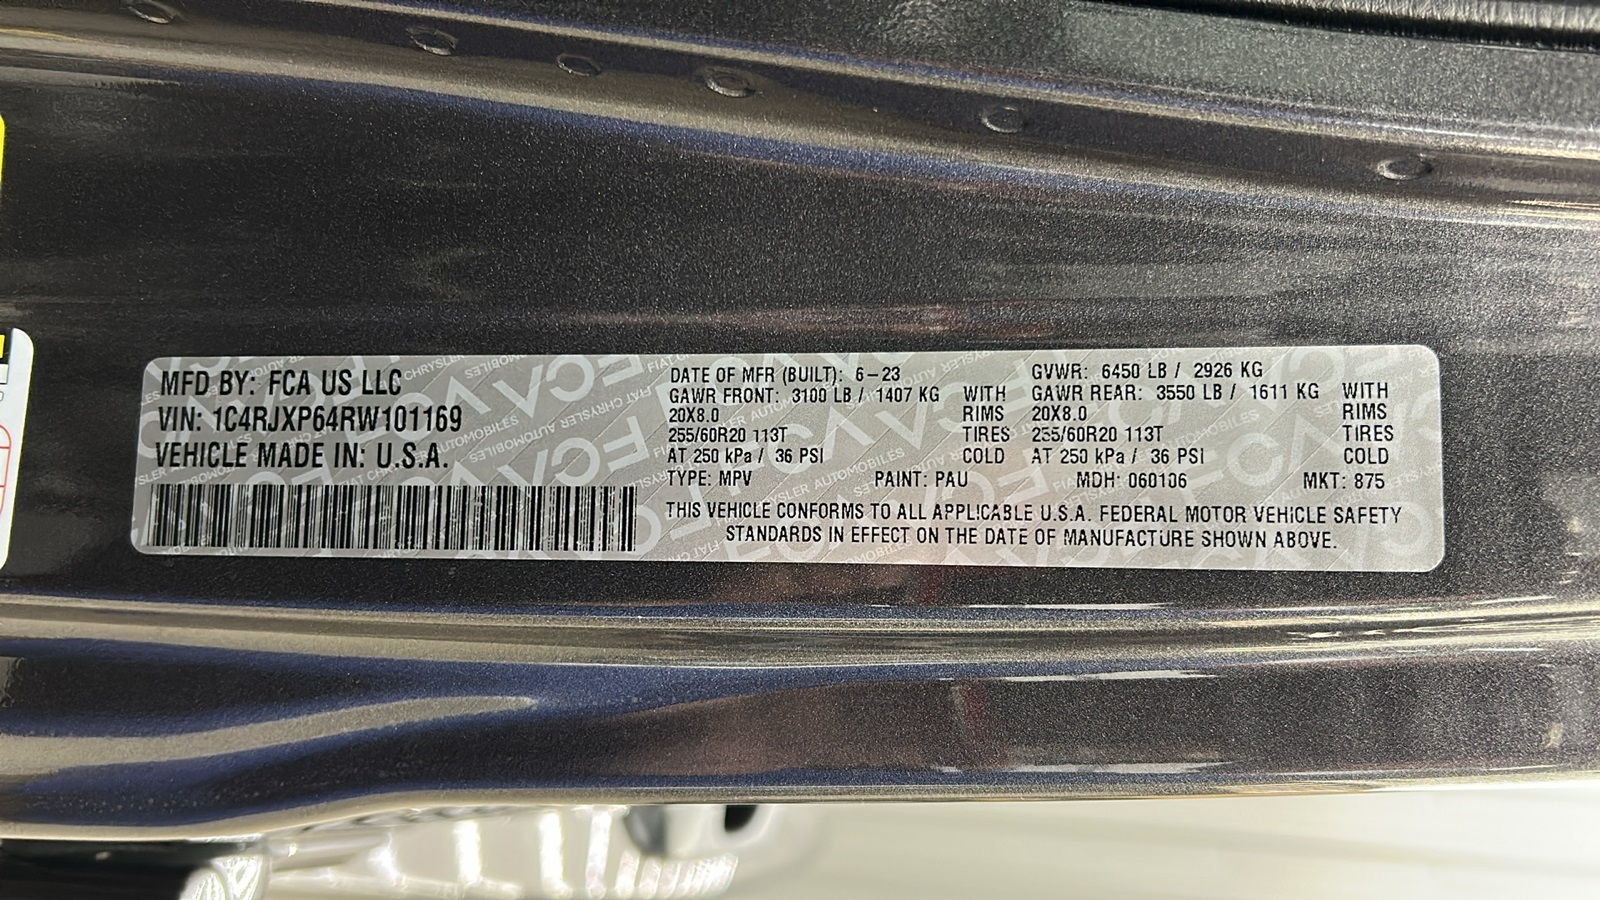 MFD BY: FCA US LLC
VIN: 1C4RJXP64RW101169
VEHICLE MADE IN: U.S.A.
DATE OF MFR (BUILT): 6-23 GVWR: 6450 LB / 2926 KG
GAWR FRONT: 3100 LB / 1407 KG WITH GAWR REAR: 3550 LB / 1611 KG WITH
20X8.0 RIMS 20X8.0 RIMS
255/60R20 113T TIRES 255/60R20 113T TIRES
AT 250 kPa / 36 PSI COLD AT 250 kPa / 36 PSI COLD
TYPE: MPV PAINT: PAU MDH: 060106 MKT: 875
THIS VEHICLE CONFORMS TO ALL APPLICABLE U.S.A. FEDERAL MOTOR VEHICLE SAFETY
STANDARDS IN EFFECT ON THE DATE OF MANUFACTURE SHOWN ABOVE.